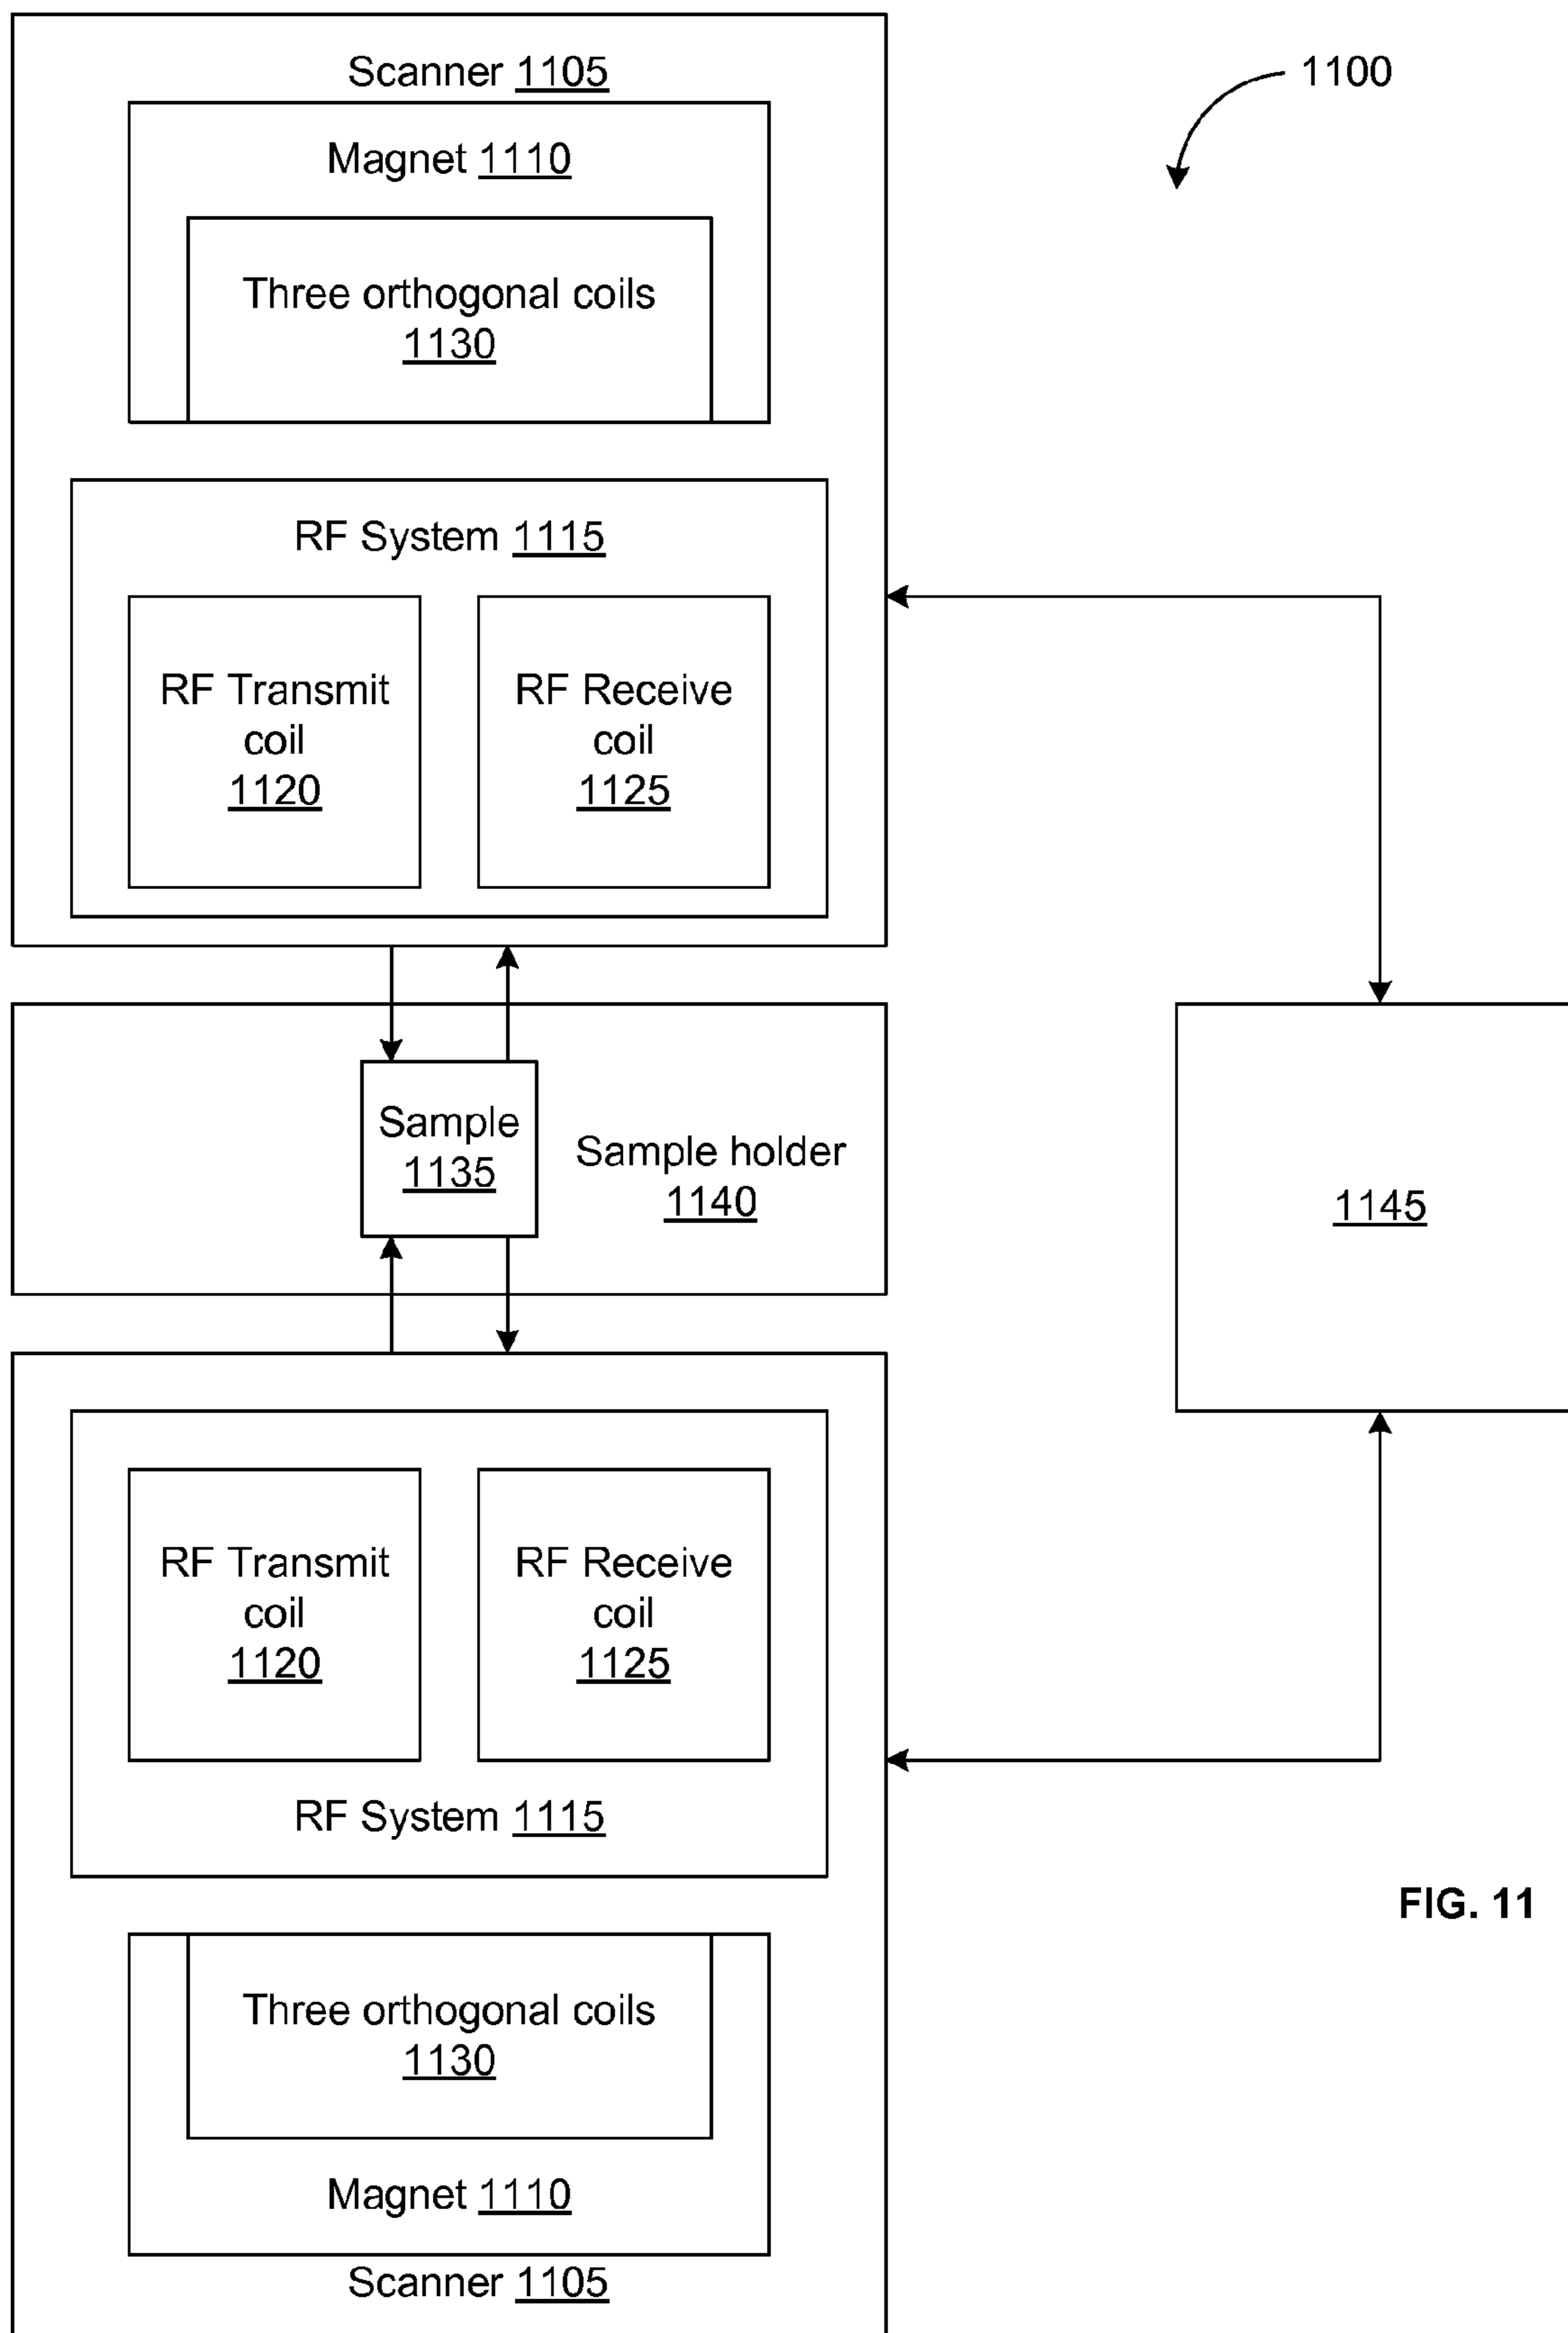 Scanner 1105
1100
Magnet 1110
Three orthogonal coils
1130
RF System 1115
RF Transmit
coil
1120
RF Receive
coil
1125
Sample
1135
Sample holder
1140
1145
RF Transmit
coil
1120
RF Receive
coil
1125
RF System 1115
FIG. 11
Three orthogonal coils
1130
Magnet 1110
Scanner 1105